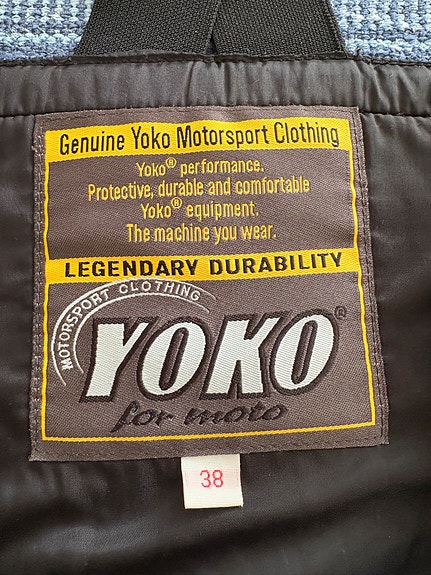 Genuine Yoko Motorsport Clothing
Yoko® performance.
Protective, durable and comfortable
Yoko® equipment.
The machine you wear.
LEGENDARY DURABILITY
MOTORSPORT CLOTHING
YOKO®
for moto
38